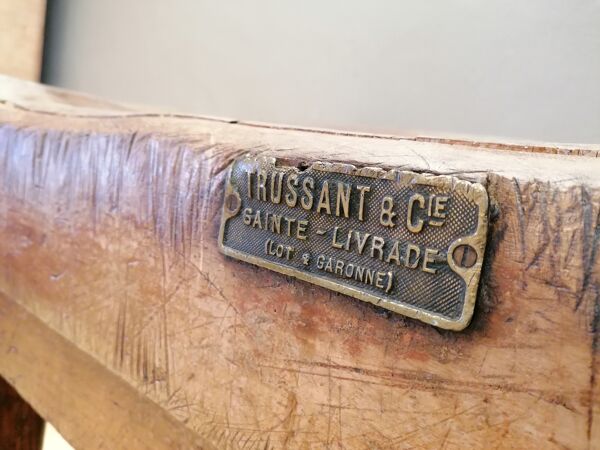 TRUSSANT & CIE
SAINTE - LIVRADE
(LOT & GARONNE)